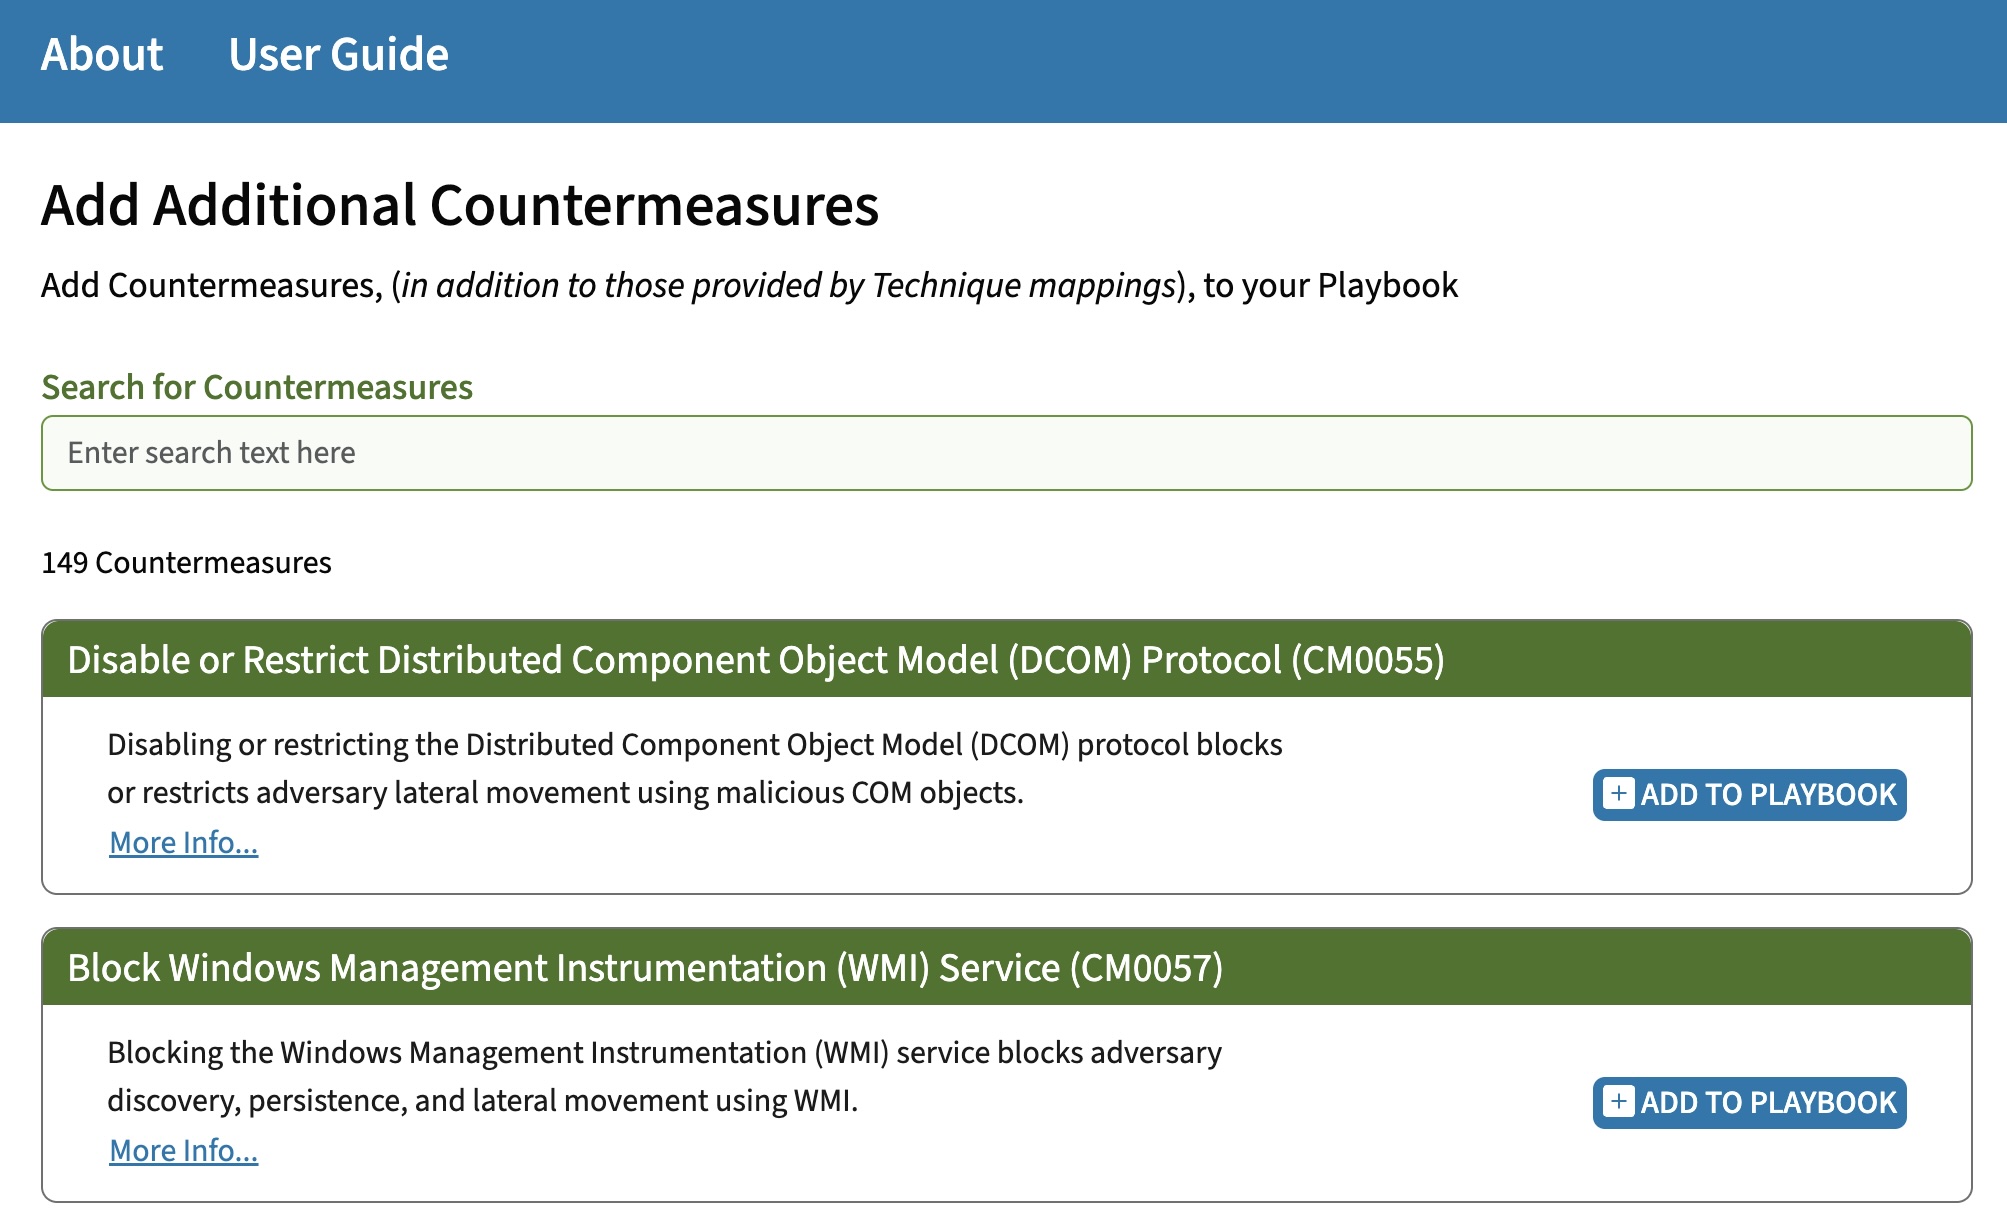 About User Guide
Add Additional Countermeasures
Add Countermeasures, (in addition to those provided by Technique mappings), to your Playbook
Search for Countermeasures
Enter search text here
149 Countermeasures
Disable or Restrict Distributed Component Object Model (DCOM) Protocol (CM0055)
Disabling or restricting the Distributed Component Object Model (DCOM) protocol blocks
or restricts adversary lateral movement using malicious COM objects.
More Info...
ADD TO PLAYBOOK
Block Windows Management Instrumentation (WMI) Service (CM0057)
Blocking the Windows Management Instrumentation (WMI) service blocks adversary
discovery, persistence, and lateral movement using WMI.
More Info...
ADD TO PLAYBOOK